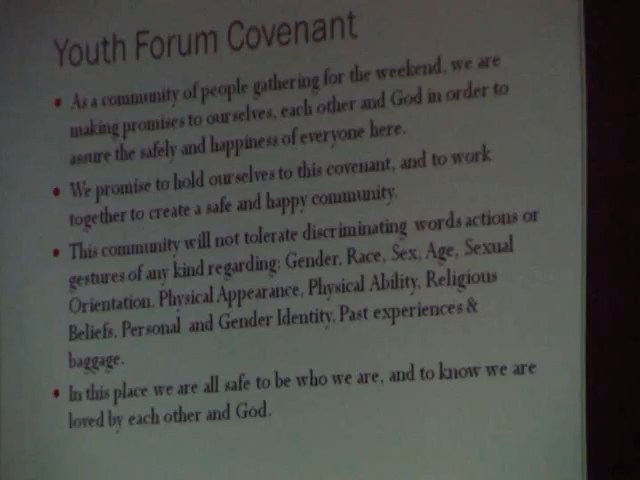 Youth Forum Covenant
• As a community of people gathering for the weekend, we are
making promises to ourselves, each other and God in order to
assure the safely and happiness of everyone here.
• We promise to hold ourselves to this covenant, and to work
together to create a safe and happy community.
• This community will not tolerate discriminating words actions or
gestures of any kind regarding: Gender, Race, Sex, Age, Sexual
Orientation, Physical Appearance, Physical Ability, Religious
Beliefs, Personal and Gender Identity, Past experiences &
baggage.
• In this place we are all safe to be who we are, and to know we are
loved by each other and God.